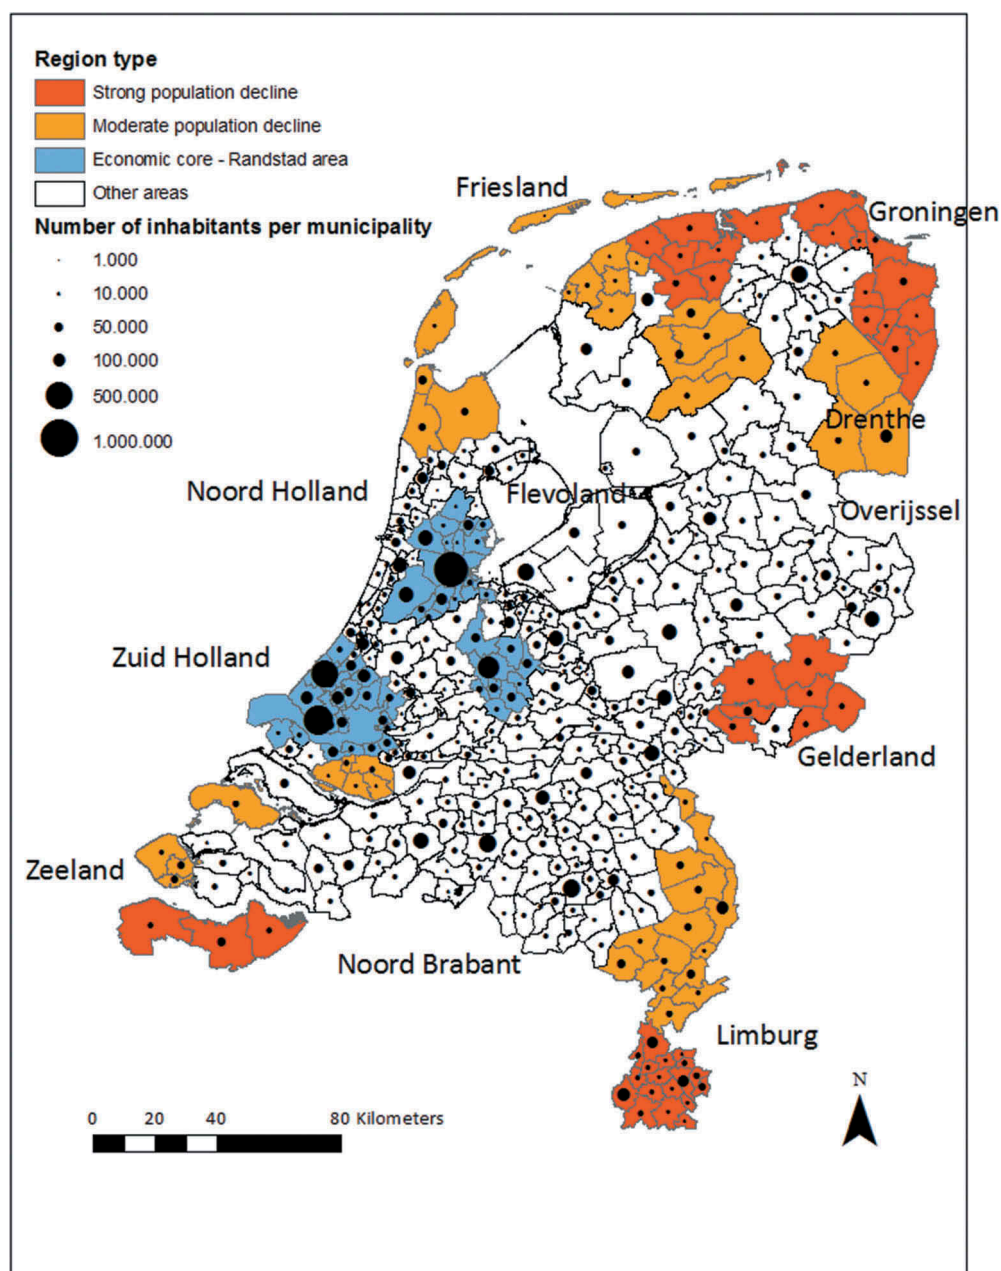 Region type
Strong population decline
Moderate population decline
Economic core - Randstad area
Other areas
Number of inhabitants per municipality
1.000
10.000
50.000
100.000
500.000
1.000.000
Friesland
Groningen
Drenthe
Noord Holland
Flevoland
Overijssel
Zuid Holland
Gelderland
Zeeland
Noord Brabant
Limburg
N
0 20 40 80 Kilometers